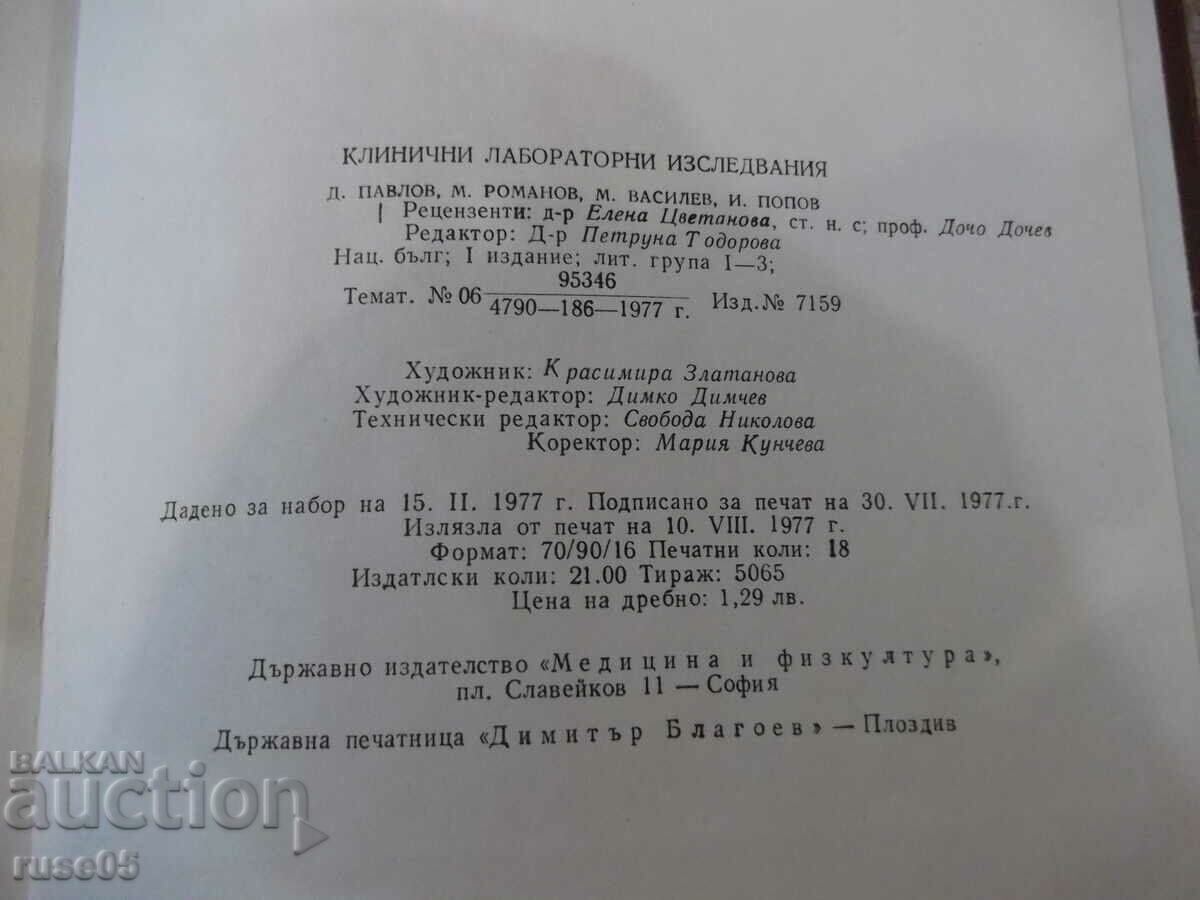 КЛИНИЧНИ ЛАБОРАТОРНИ ИЗСЛЕДВАНИЯ
Д. ПАВЛОВ, М. РОМАНОВ, М. ВАСИЛЕВ, И. ПОПОВ
Рецензенти: д-р Елена Цветанова, ст. н. с; проф. Дочо Дочев
Редактор: Д-р Петруна Тодорова
Нац. бълг; I издание; лит. група I—3;
95346
Темат. № 06 Изд. № 7159
4790—186—1977 г.
Художник: Красимира Златанова
Художник-редактор: Димко Димчев
Технически редактор: Свобода Николова
Коректор: Мария Кунчева
Дадено за набор на 15. II. 1977 г. Подписано за печат на 30. VII. 1977.г.
Излязла от печат на 10. VIII. 1977 г.
Формат: 70/90/16 Печатни коли: 18
Издатлски коли: 21.00 Тираж: 5065
Цена на дребно: 1,29 лв.
Държавно издателство «Медицина и физкултура»,
пл. Славейков 11 — София
Държавна печатница «Димитър Благоев» — Плоздив
BALKAN
auction
ruse05